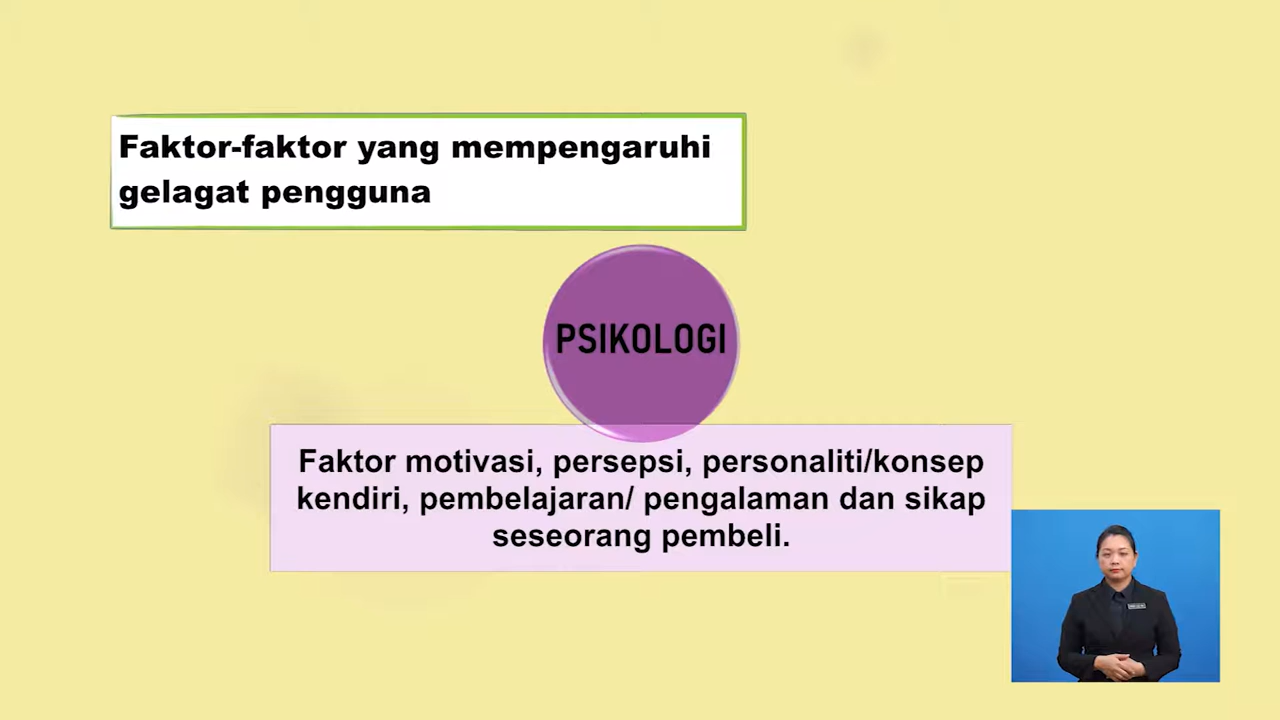 Faktor-faktor yang mempengaruhi
gelagat pengguna
PSIKOLOGI
Faktor motivasi, persepsi, personaliti/konsep
kendiri, pembelajaran/ pengalaman dan sikap
seseorang pembeli.